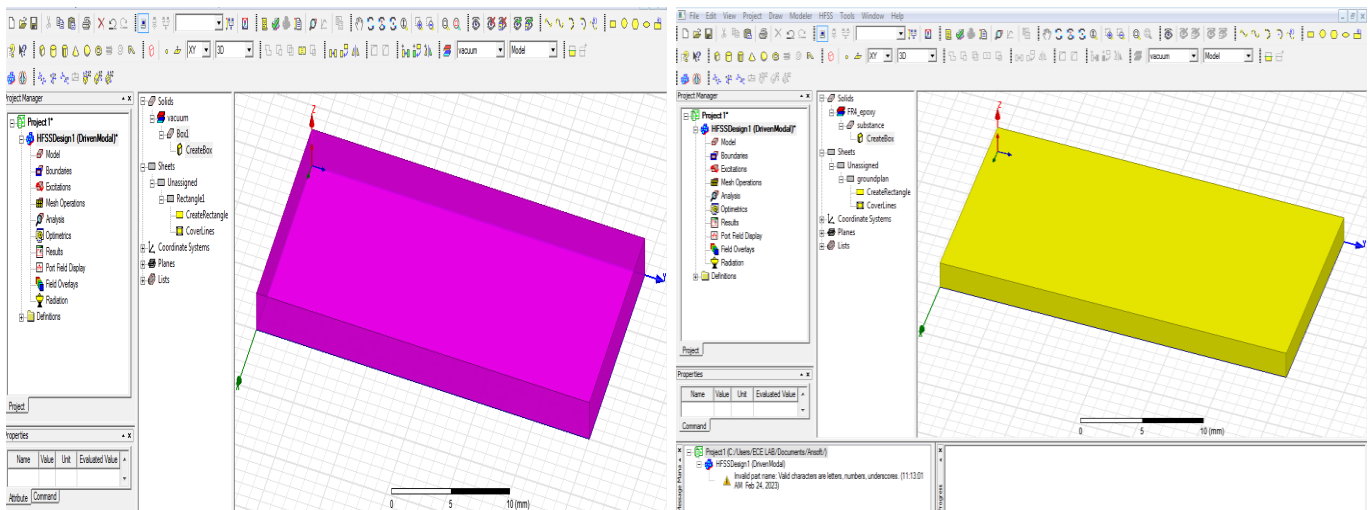 XY
3D
vacuum
Model
Project Manager
Project1*
HFSSDesign1 (DrivenModal)*
Model
Boundaries
Excitations
Mesh Operations
Analysis
Optimetrics
Results
Port Field Display
Field Overlays
Radiation
Definitions
Project
Properties
Name Value Unit Evaluated Value
Attribute Command
Solids
vacuum
Box1
CreateBox
Sheets
Unassigned
Rectangle1
CreateRectangle
CoverLines
Coordinate Systems
Planes
Lists
Z
X
0 5 10 (mm)
File Edit View Project Draw Modeler HFSS Tools Window Help
XY
3D
vacuum
Model
Project Manager
Project1*
HFSSDesign1 (DrivenModal)*
Model
Boundaries
Excitations
Mesh Operations
Analysis
Optimetrics
Results
Port Field Display
Field Overlays
Radiation
Definitions
Project
Properties
Name Value Unit Evaluated Value
Command
Solids
FR4_epoxy
substance
CreateBox
Sheets
Unassigned
groundplan
CreateRectangle
CoverLines
Coordinate Systems
Planes
Lists
Z
X
0 5 10 (mm)
Project1 (C:/Users/ECE LAB/Documents/Ansoft/)
HFSSDesign1 (DrivenModal)
Invalid part name: Valid characters are letters, numbers, underscores. (11:13:01
AM Feb 24, 2023)
Message Mana
Progress